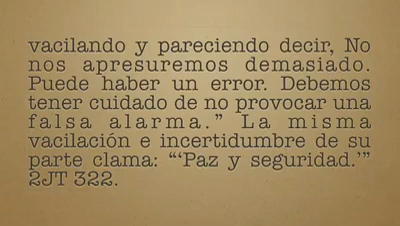 vacilando y pareciendo decir, No
nos apresuremos demasiado.
Puede haber un error. Debemos
tener cuidado de no provocar una
falsa alarma.” La misma
vacilación e incertidumbre de su
parte clama: “‘Paz y seguridad.’”
2JT 322.